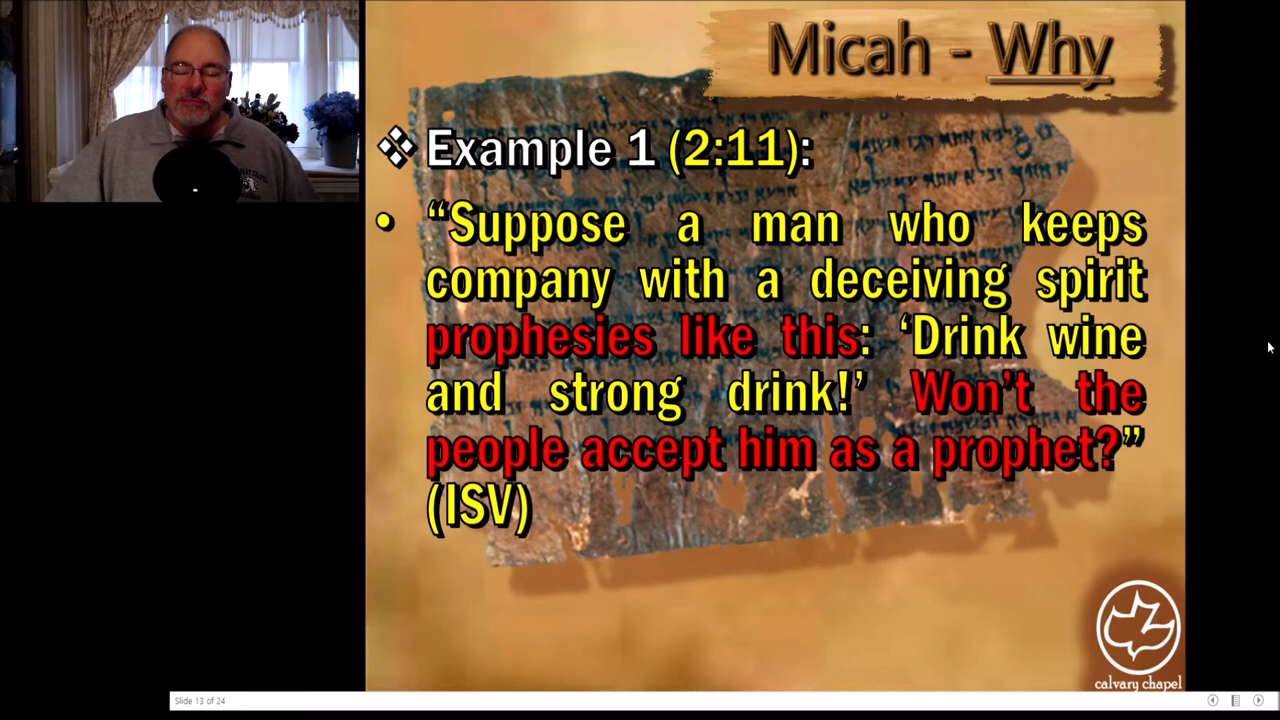 Micah - Why
Example 1 (2:11):
“Suppose a man who keeps
company with a deceiving spirit
prophesies like this: ‘Drink wine
and strong drink!’ Won’t the
people accept him as a prophet?”
(ISV)
calvary chapel
Slide 13 of 24